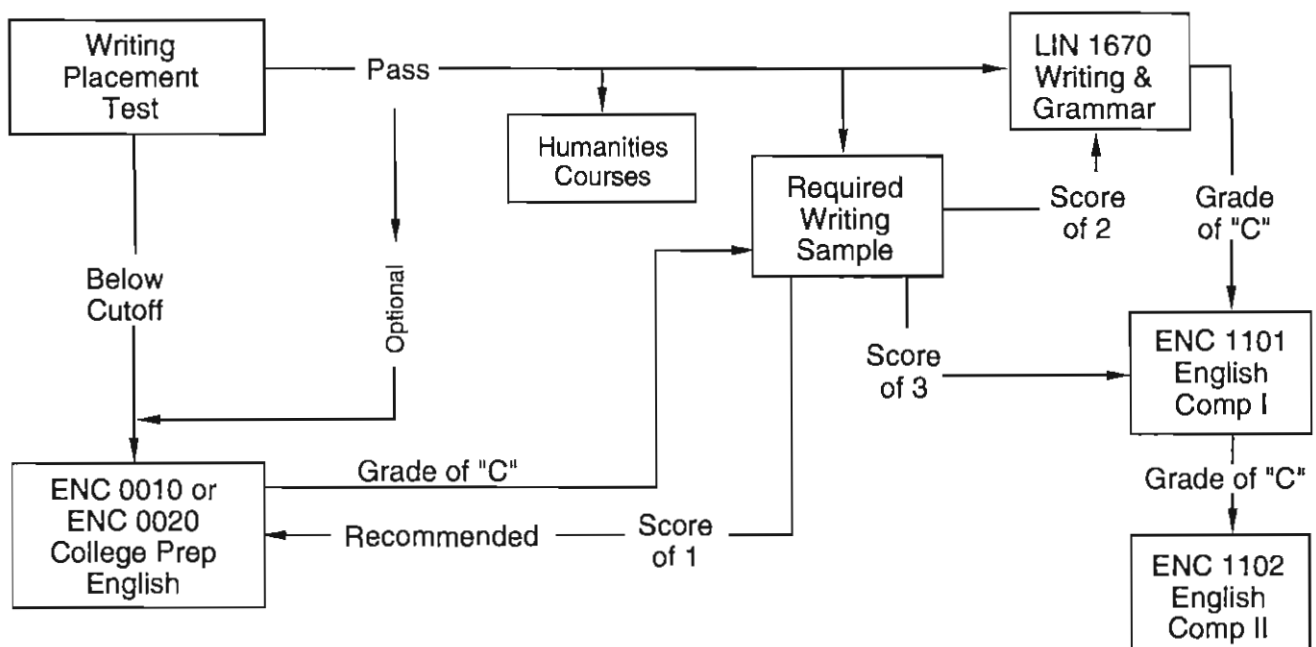 Writing
Placement
Test
Pass
LIN 1670
Writing &
Grammar
Humanities
Courses
Required
Writing
Sample
Score
of 2
Grade
of "C"
Below
Cutoff
Optional
Score
of 3
ENC 1101
English
Comp I
ENC 0010 or
ENC 0020
College Prep
English
Grade of "C"
Recommended
Score
of 1
Grade of "C"
ENC 1102
English
Comp II